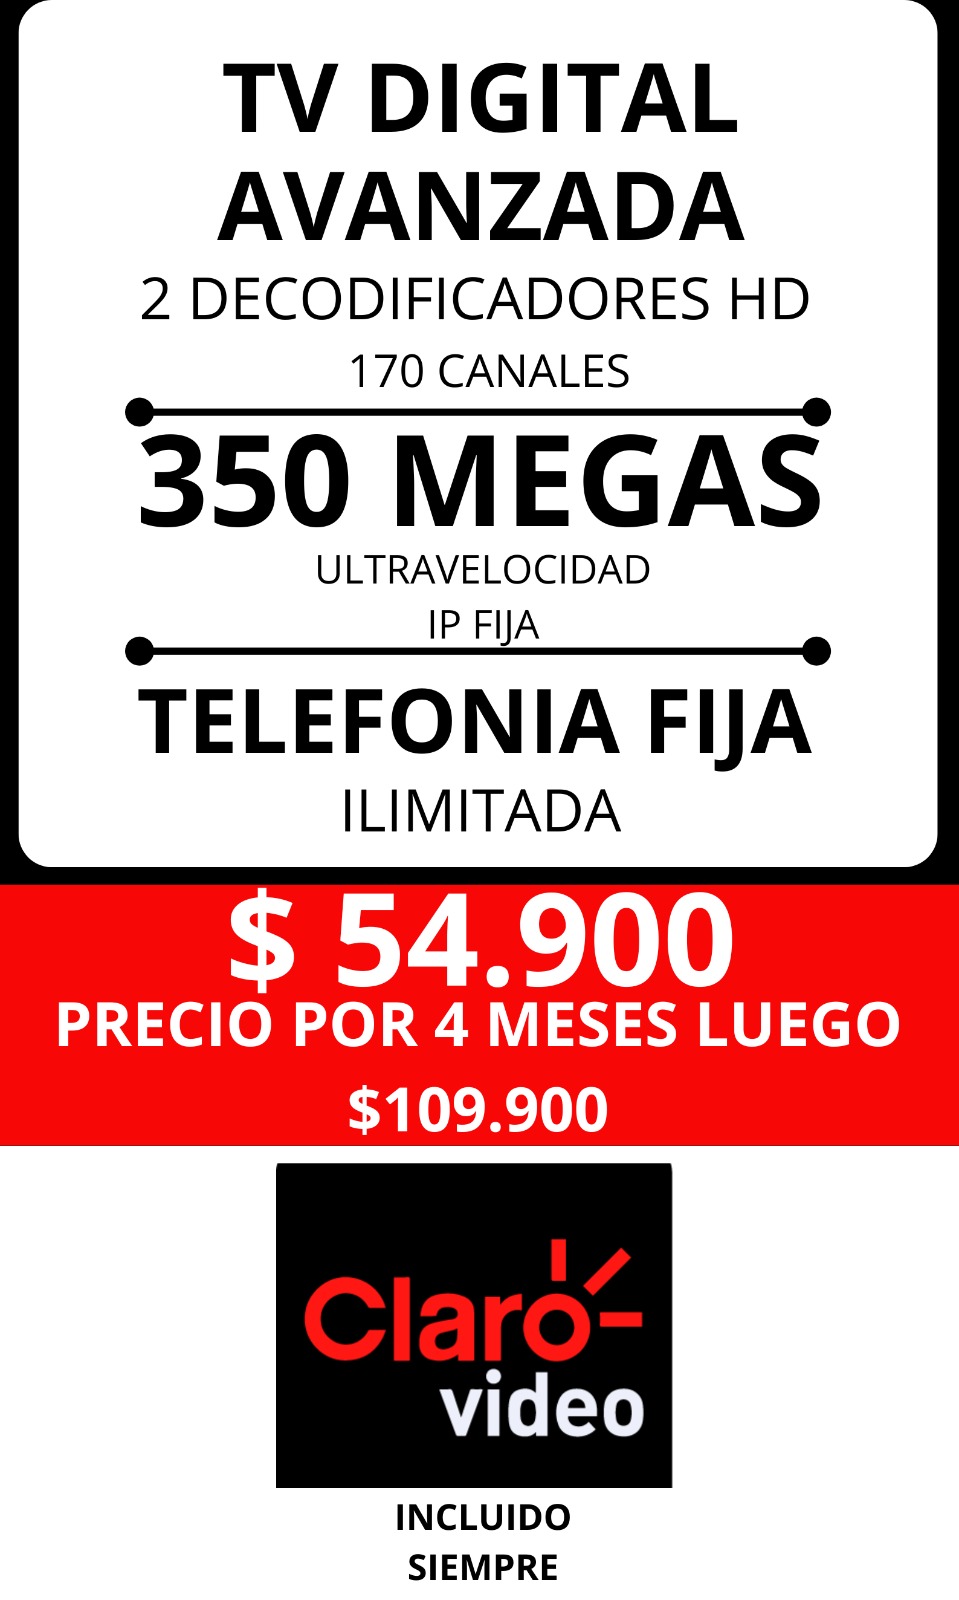 TV DIGITAL
AVANZADA
2 DECODIFICADORES HD
170 CANALES
350 MEGAS
ULTRAVELOCIDAD
IP FIJA
TELEFONIA FIJA
ILIMITADA
$ 54.900
PRECIO POR 4 MESES LUEGO
$109.900
Claro
video
INCLUIDO
SIEMPRE